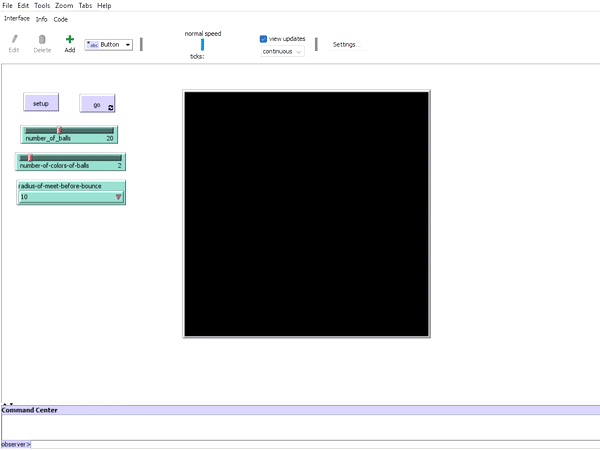 File Edit Tools Zoom Tabs Help
Interface Info Code
normal speed
Edit Delete Add abc Button view updates Settings...
continuous
ticks:
setup go
number_of_balls 20
number-of-colors-of-balls 2
radius-of-meet-before-bounce
10
Command Center
observer>